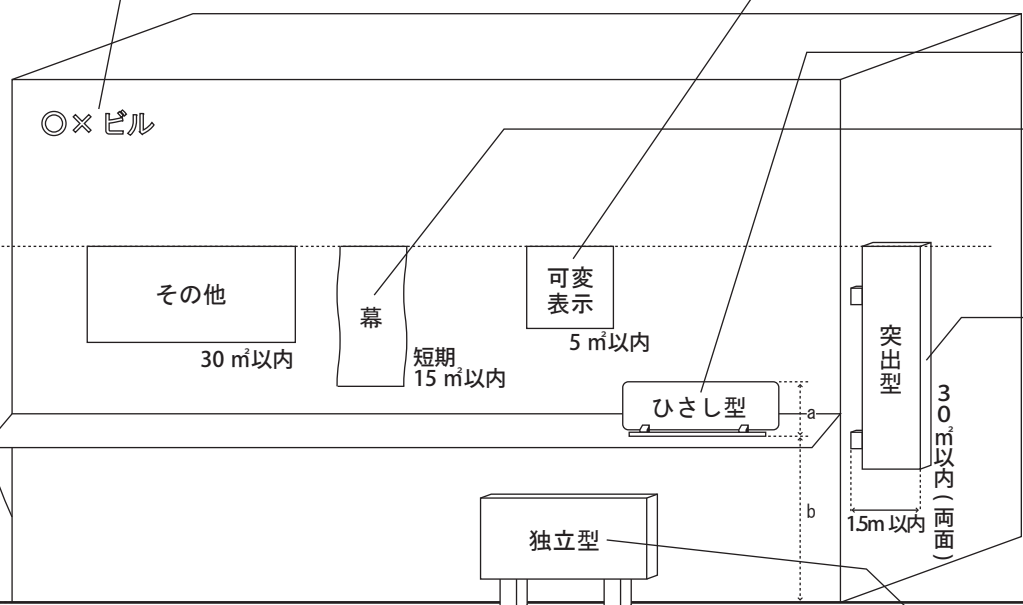 ○× ビル
その他
30 ㎡以内
幕
短期
15 ㎡以内
可変
表示
5 ㎡以内
ひさし型
a
b
突出型
30㎡以内(両面)
1.5m 以内
独立型